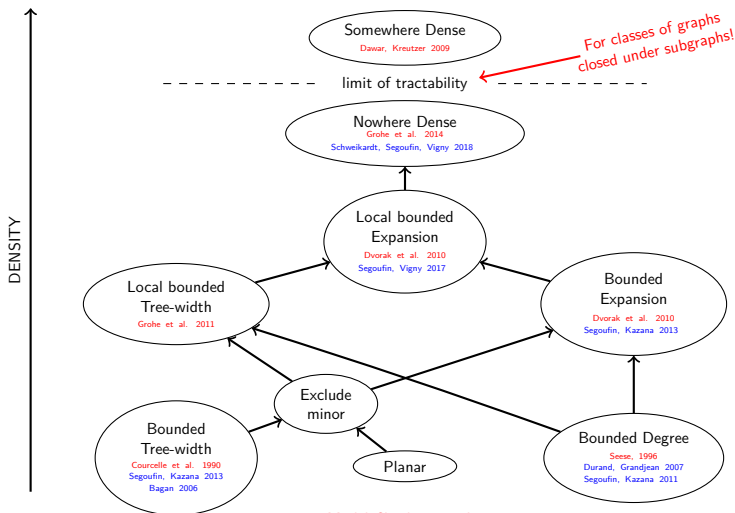 Somewhere Dense
Dawar, Kreutzer 2009
For classes of graphs
closed under subgraphs!
limit of tractability
Nowhere Dense
Grohe et al. 2014
Schweikardt, Segoufin, Vigny 2018
DENSITY
Local bounded
Expansion
Dvorak et al. 2010
Segoufin, Vigny 2017
Local bounded
Tree-width
Grohe et al. 2011
Bounded
Expansion
Dvorak et al. 2010
Segoufin, Kazana 2013
Exclude
minor
Bounded
Tree-width
Courcelle et al. 1990
Segoufin, Kazana 2013
Bagan 2006
Planar
Bounded Degree
Seese, 1996
Durand, Grandjean 2007
Segoufin, Kazana 2011